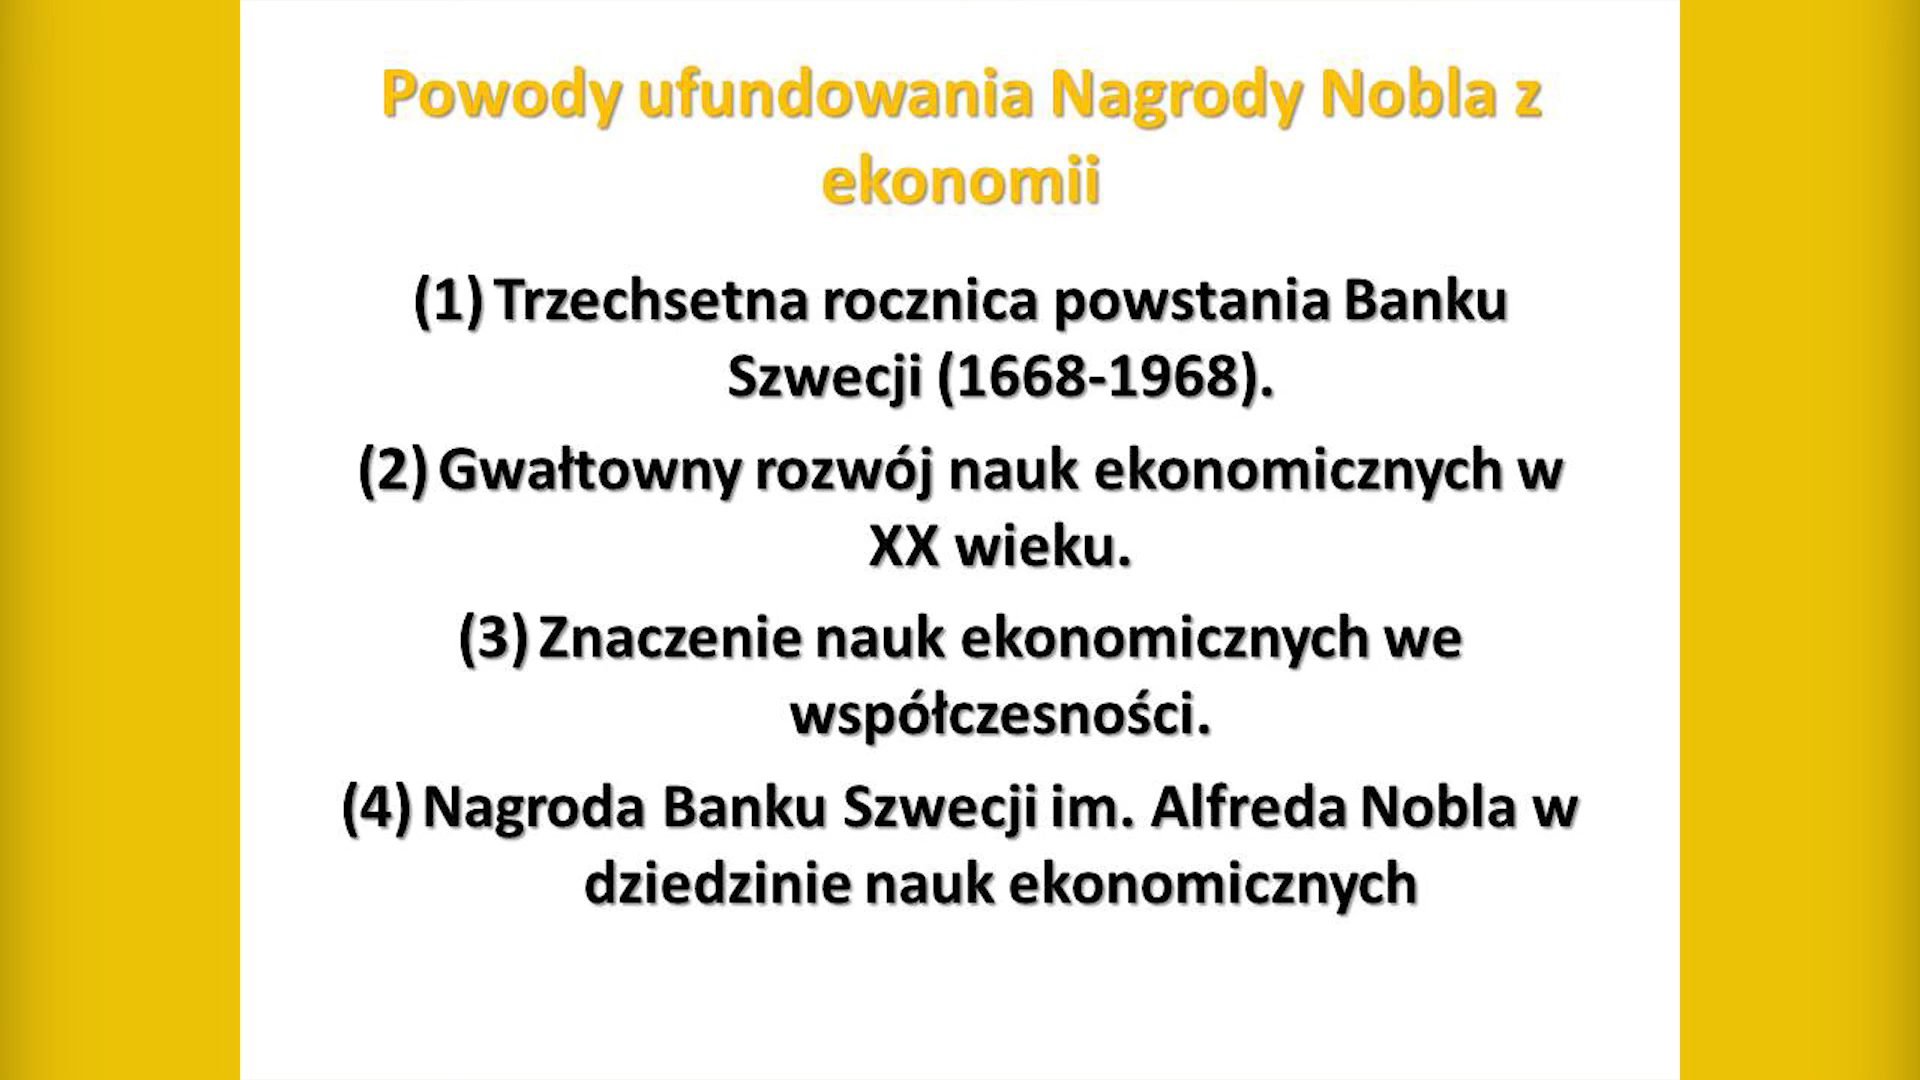 Powody ufundowania Nagrody Nobla z
ekonomii
(1) Trzechsetna rocznica powstania Banku
Szwecji (1668-1968).
(2) Gwałtowny rozwój nauk ekonomicznych w
XX wieku.
(3) Znaczenie nauk ekonomicznych we
współczesności.
(4) Nagroda Banku Szwecji im. Alfreda Nobla w
dziedzinie nauk ekonomicznych